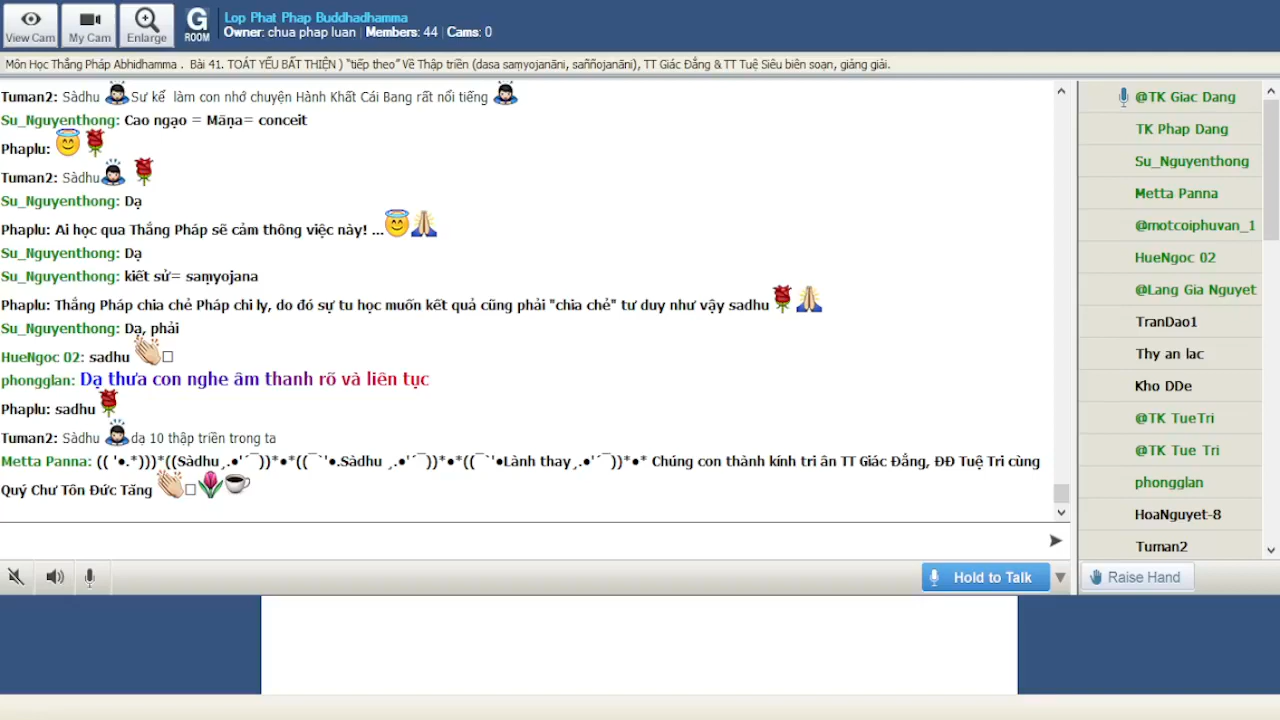 View Cam
My Cam
Enlarge
G
ROOM
Lop Phat Phap Buddhadhamma
Owner: chua phap luan | Members: 44 | Cams: 0
Môn Học Thắng Pháp Abhidhamma . Bài 41. TOÁT YẾU BẤT THIỆN ) “tiếp theo” Về Thập triền (dasa saṃyojanāni, saññojanāni), TT Giác Đẳng & TT Tuệ Siêu biên soạn, giảng giải.
Tuman2: Sàdhu Sư kể làm con nhớ chuyện Hành Khất Cái Bang rất nổi tiếng
Su_Nguyenthong: Cao ngạo = Māṇa= conceit
Phaplu:
Tuman2: Sàdhu
Su_Nguyenthong: Dạ
Phaplu: Ai học qua Thắng Pháp sẽ cảm thông việc này! ...
Su_Nguyenthong: Dạ
Su_Nguyenthong: kiết sử= saṃyojana
Phaplu: Thắng Pháp chia chẻ Pháp chi ly, do đó sự tu học muốn kết quả cũng phải "chia chẻ" tư duy như vậy sadhu
Su_Nguyenthong: Dạ, phải
HueNgoc 02: sadhu
phongglan: Dạ thưa con nghe âm thanh rõ và liên tục
Phaplu: sadhu
Tuman2: Sàdhu dạ 10 thập triền trong ta
Metta Panna: (( '•.*)))*((Sàdhu¸.•'´¯))*•*((¯`'•.Sàdhu ¸.•'´¯))*•*((¯`'•Lành thay¸.•'´¯))*•* Chúng con thành kính tri ân TT Giác Đẳng, ĐĐ Tuệ Tri cùng
Quý Chư Tôn Đức Tăng
@TK Giac Dang
TK Phap Dang
Su_Nguyenthong
Metta Panna
@motcoiphuvan_1
HueNgoc 02
@Lang Gia Nguyet
TranDao1
Thy an lac
Kho DDe
@TK TueTri
@TK Tue Tri
phongglan
HoaNguyet-8
Tuman2
Hold to Talk
Raise Hand